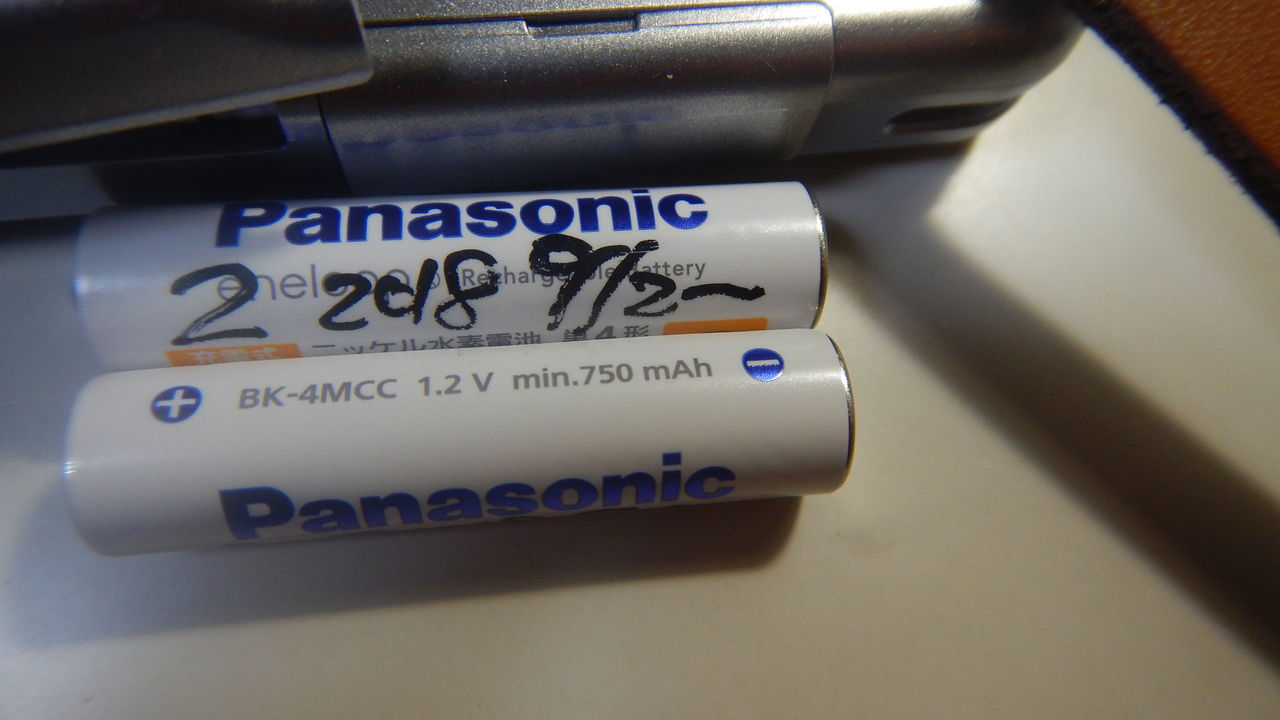 Panasonic
eneloop Rechargeable Battery
2 2018 9/2~
ニッケル水素電池 単4形
充電式
+ BK-4MCC 1.2 V min.750 mAh −
Panasonic